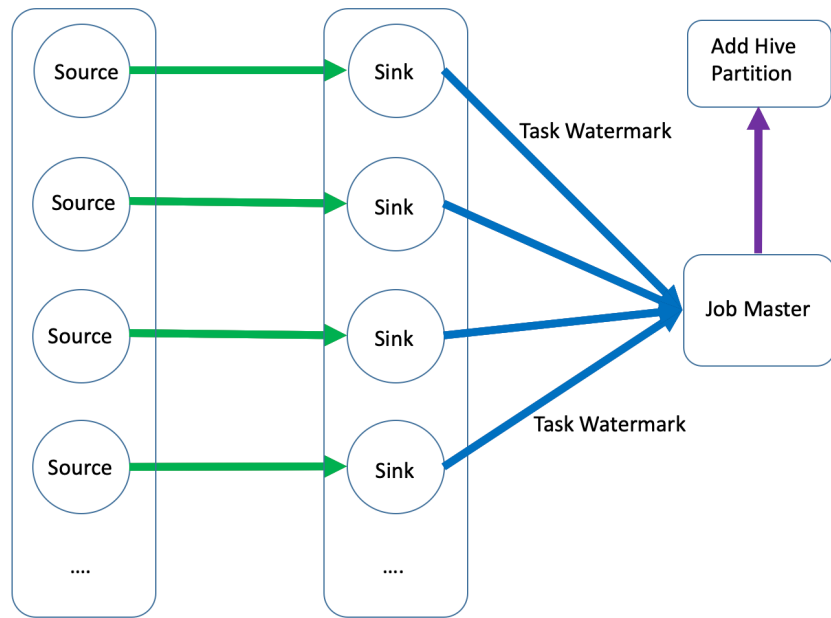 Source
Sink
Add Hive
Partition
Task Watermark
Source
Sink
Source
Sink
Job Master
Task Watermark
Source
Sink
....
....